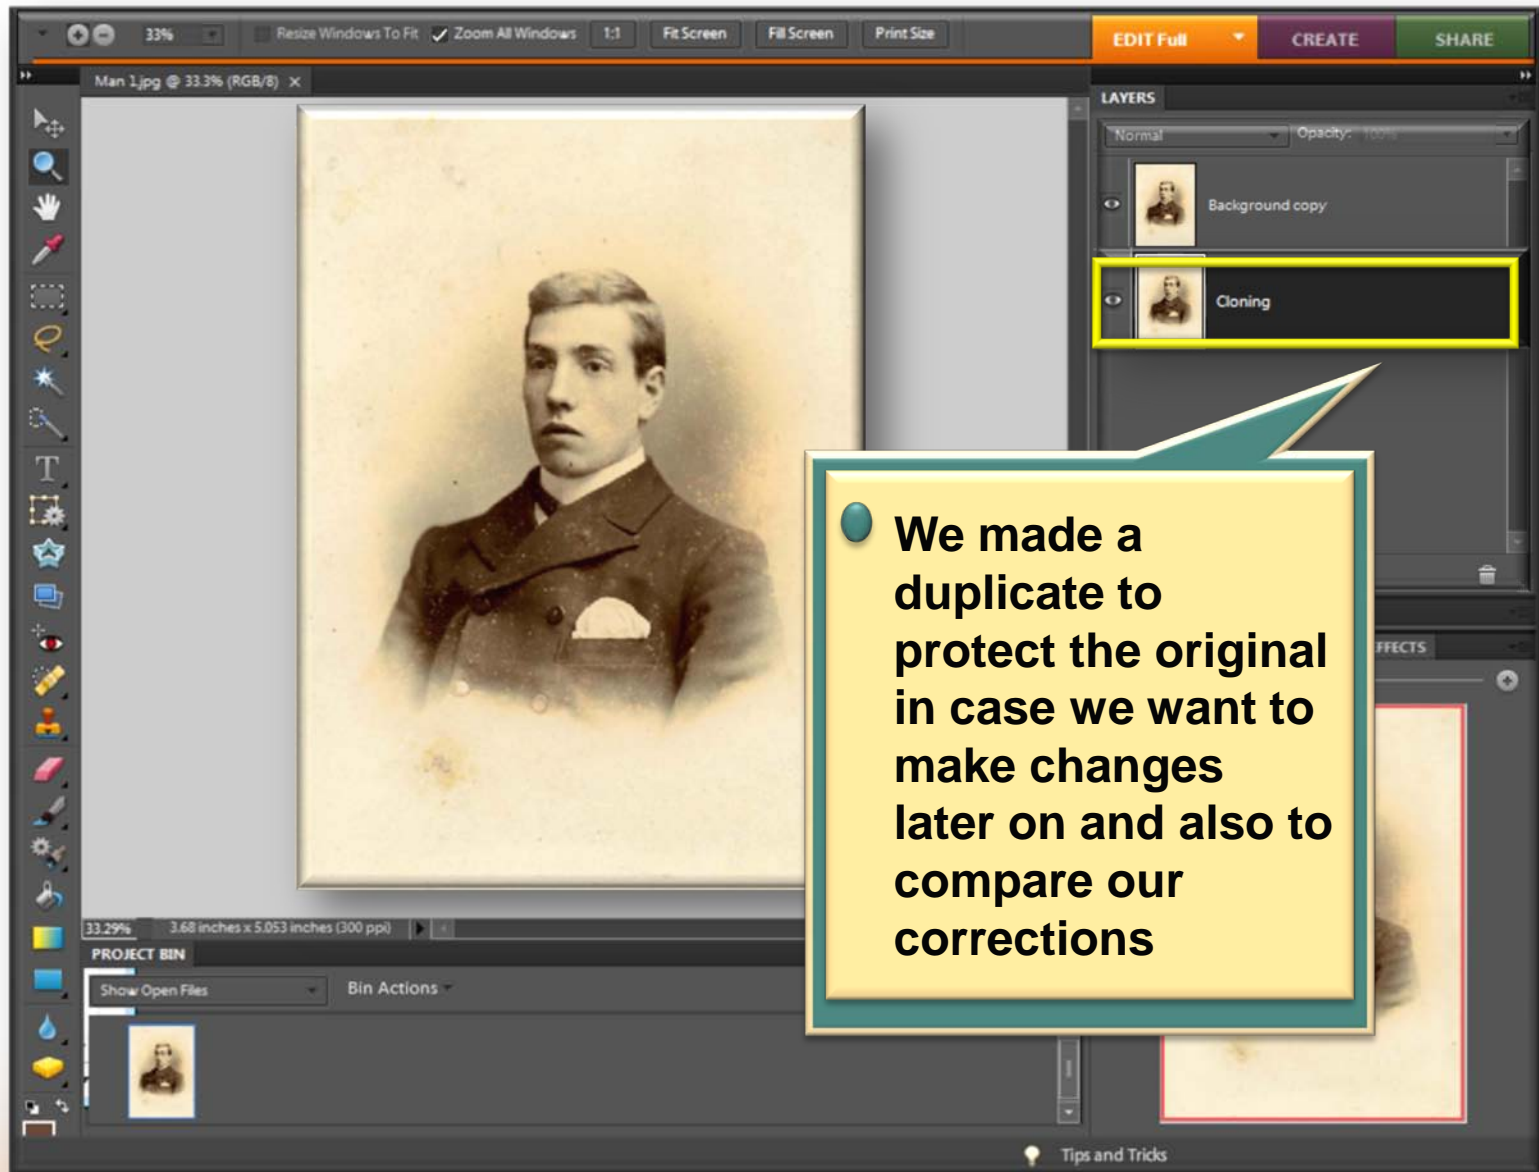 33% Resize Windows To Fit Zoom All Windows 1:1 Fit Screen Fill Screen Print Size EDIT Full CREATE SHARE
Man 1.jpg @ 33.3% (RGB/8) ×
LAYERS
Normal Opacity: 100%
Background copy
Cloning
T
We made a
duplicate to
protect the original
in case we want to
make changes
later on and also to
compare our
corrections
FFECTS
33.29% 3.68 inches x 5.053 inches (300 ppi)
PROJECT BIN
Show Open Files Bin Actions
Tips and Tricks